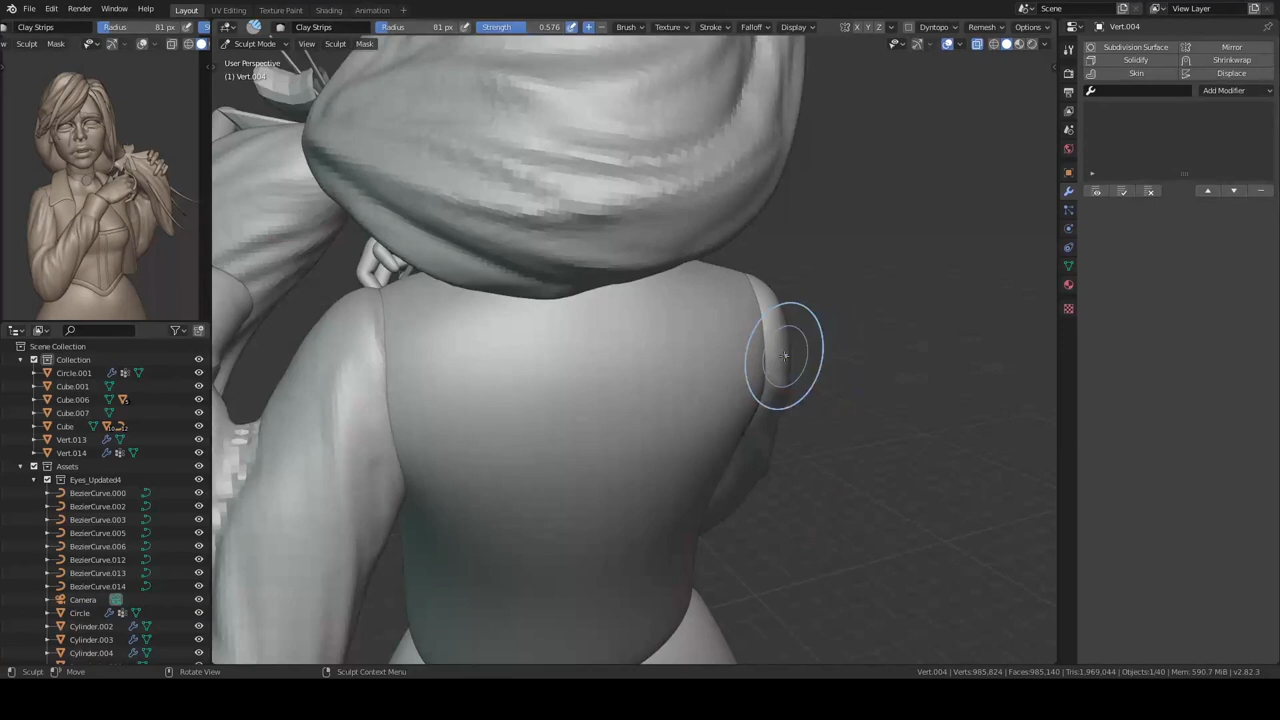 File Edit Render Window Help Layout UV Editing Texture Paint Shading Animation Scene View Layer
Clay Strips Radius 81 px Clay Strips Radius 81 px Strength 0.576 Brush Texture Stroke Falloff Display X Y Z Dyntopo Remesh Options Vert.004
Sculpt Mask Sculpt Mode View Sculpt Mask
Subdivision Surface Mirror
Solidify Shrinkwrap
Skin Displace
Add Modifier
User Perspective
(1) Vert.004
Scene Collection
Collection
Circle.001
Cube.001
Cube.006
Cube.007
Cube
Vert.013
Vert.014
Assets
Eyes_Updated4
BezierCurve.000
BezierCurve.002
BezierCurve.003
BezierCurve.005
BezierCurve.006
BezierCurve.012
BezierCurve.013
BezierCurve.014
Camera
Circle
Cylinder.002
Cylinder.003
Cylinder.004
Sculpt Move Rotate View Sculpt Context Menu Vert.004 | Verts:985,824 | Faces:985,140 | Tris:1,969,044 | Objects:1/40 | Mem: 590.7 MiB | v2.82.3